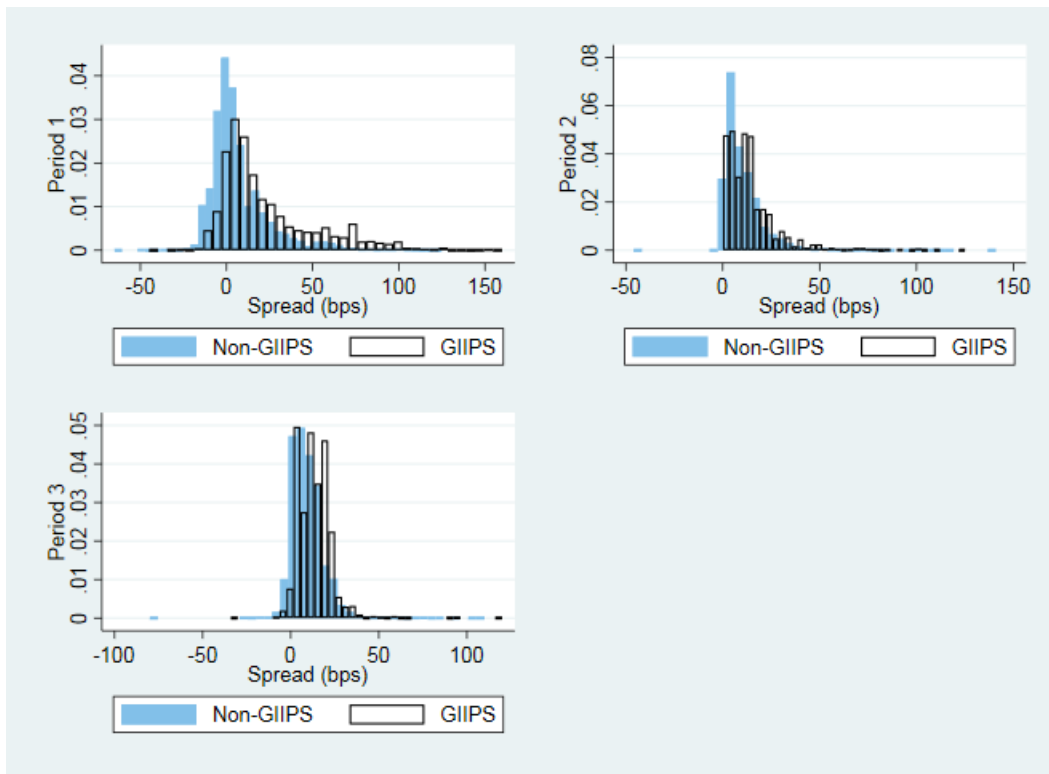 Period 1
.04
.03
.02
.01
0
-50 0 50 100 150
Spread (bps)
Non-GIIPS GIIPS
Period 2
.08
.06
.04
.02
0
-50 0 50 100 150
Spread (bps)
Non-GIIPS GIIPS
Period 3
.05
.04
.03
.02
.01
0
-100 -50 0 50 100
Spread (bps)
Non-GIIPS GIIPS